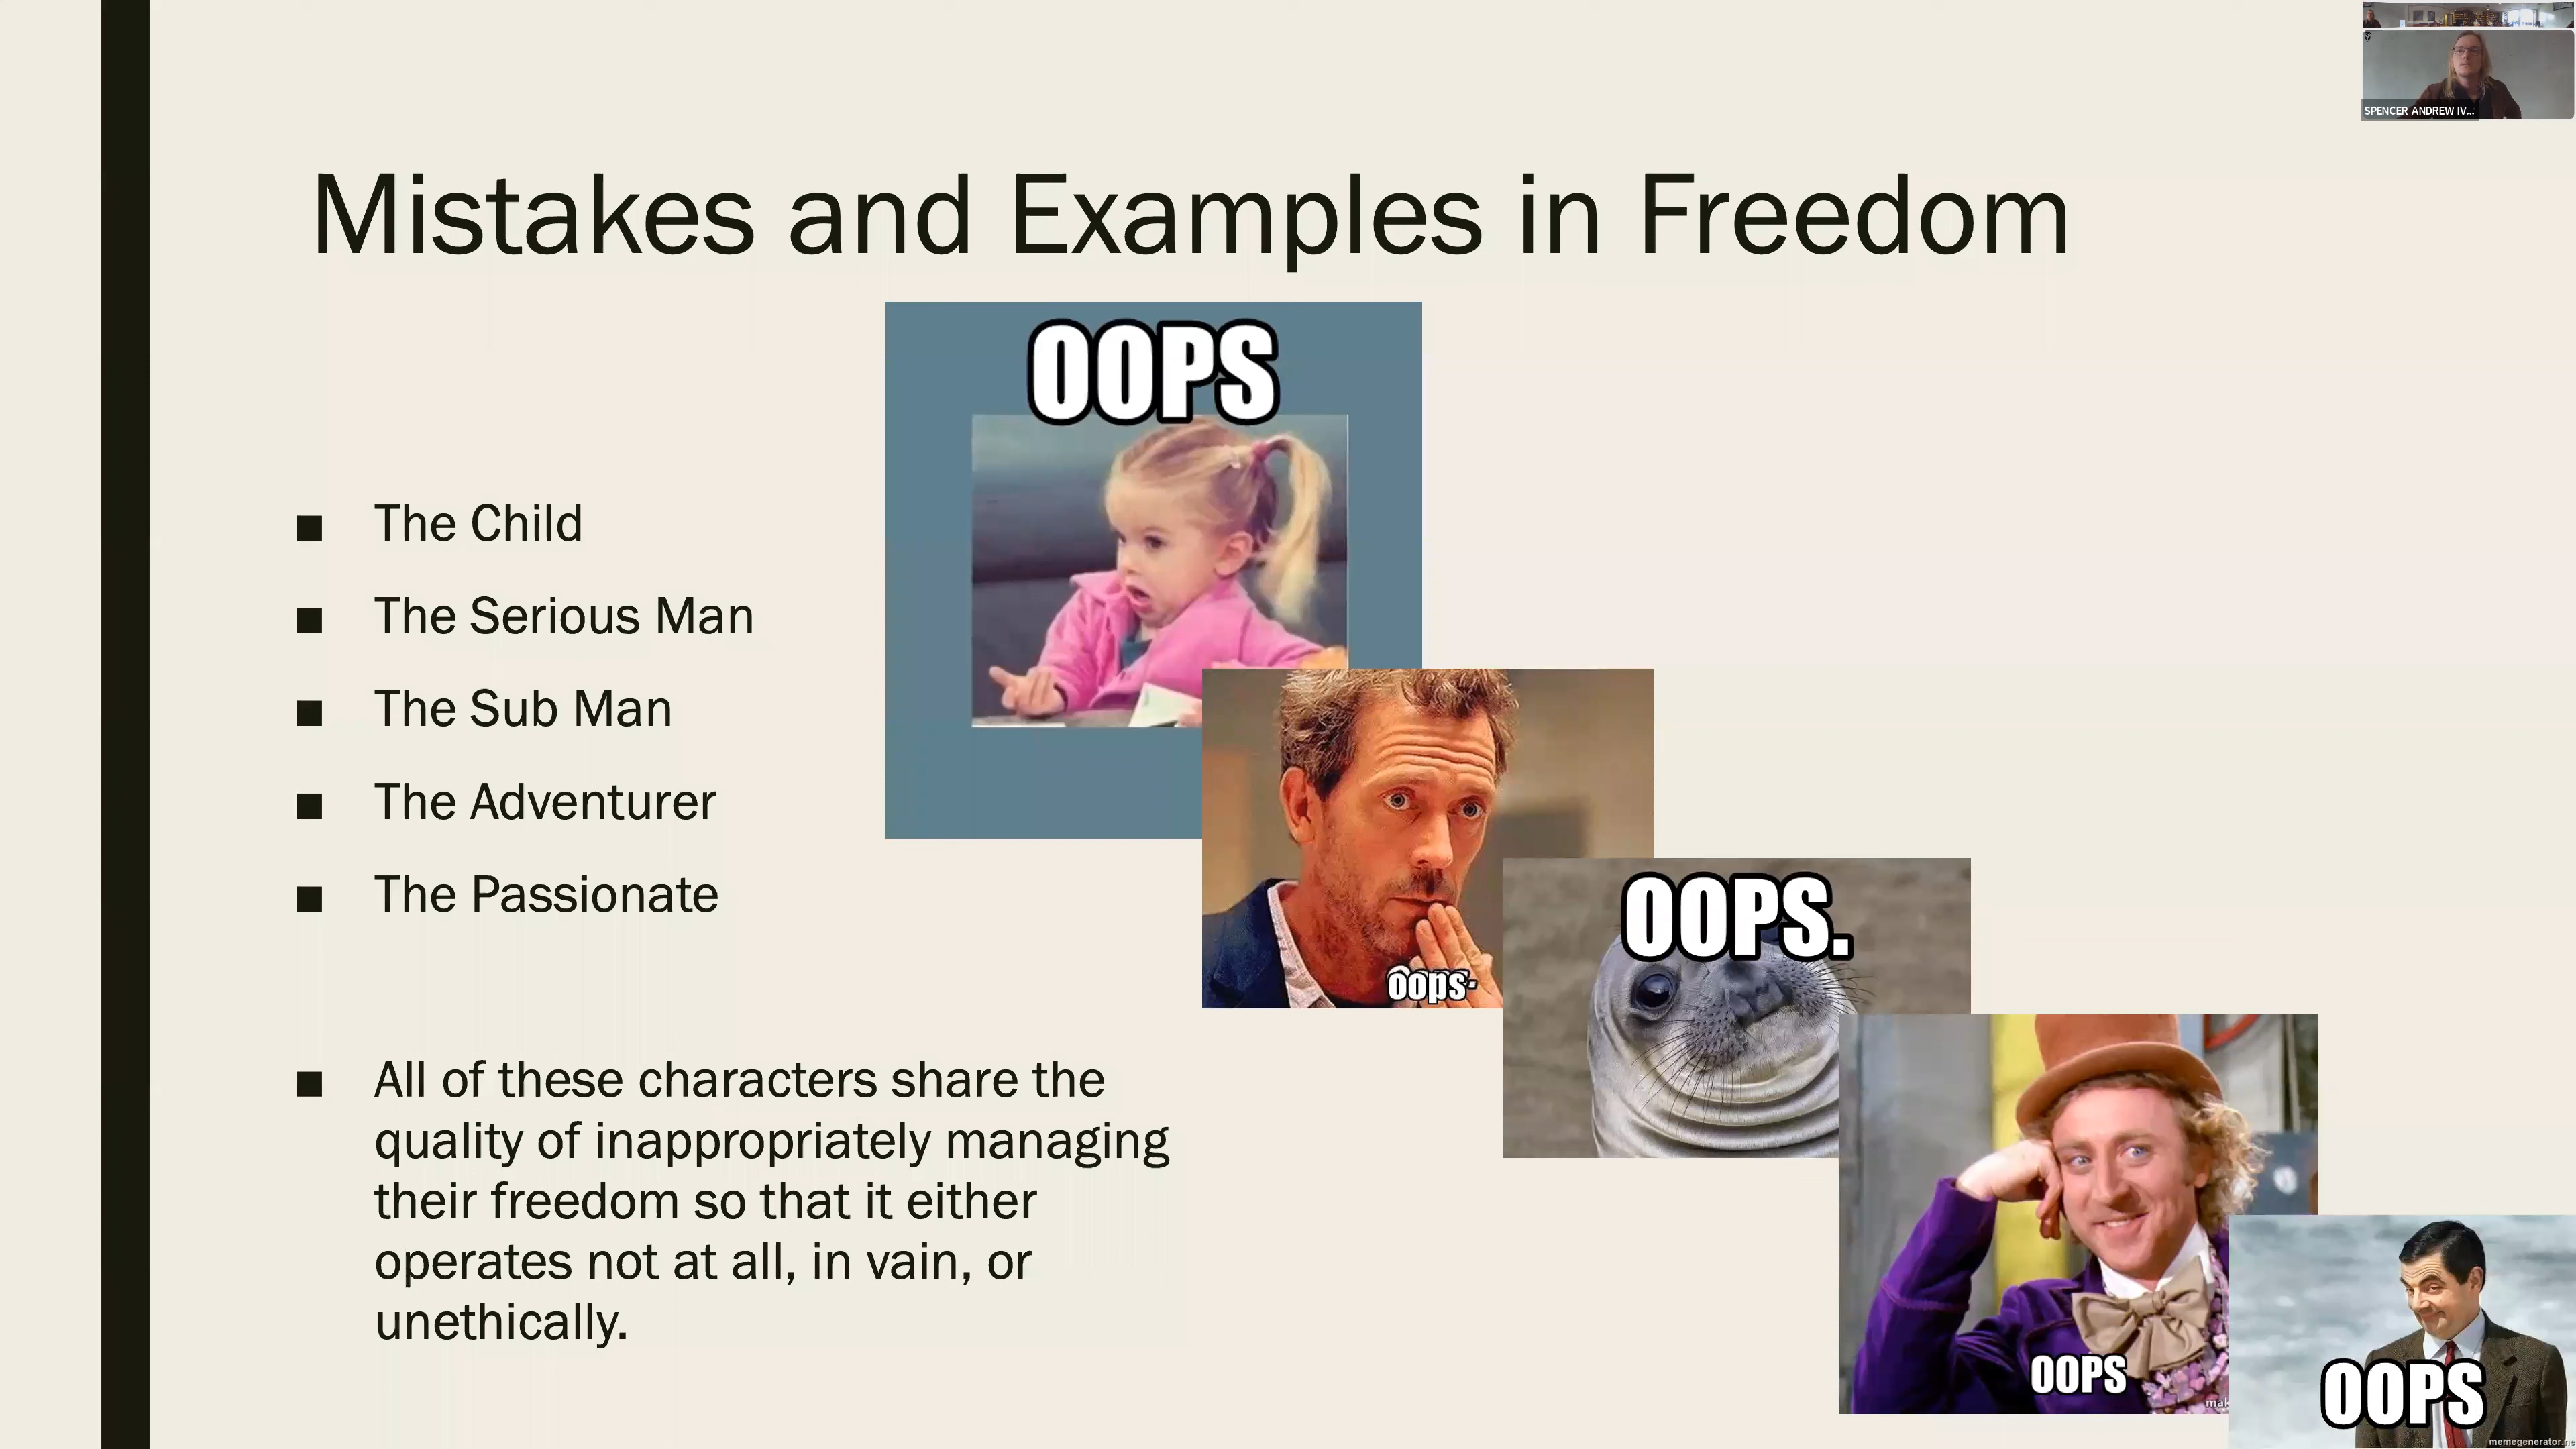 SPENCER ANDREW IV...
Mistakes and Examples in Freedom
OOPS
■ The Child
■ The Serious Man
■ The Sub Man
■ The Adventurer
■ The Passionate
oops.
OOPS.
■ All of these characters share the
quality of inappropriately managing
their freedom so that it either
operates not at all, in vain, or
unethically.
OOPS
OOPS